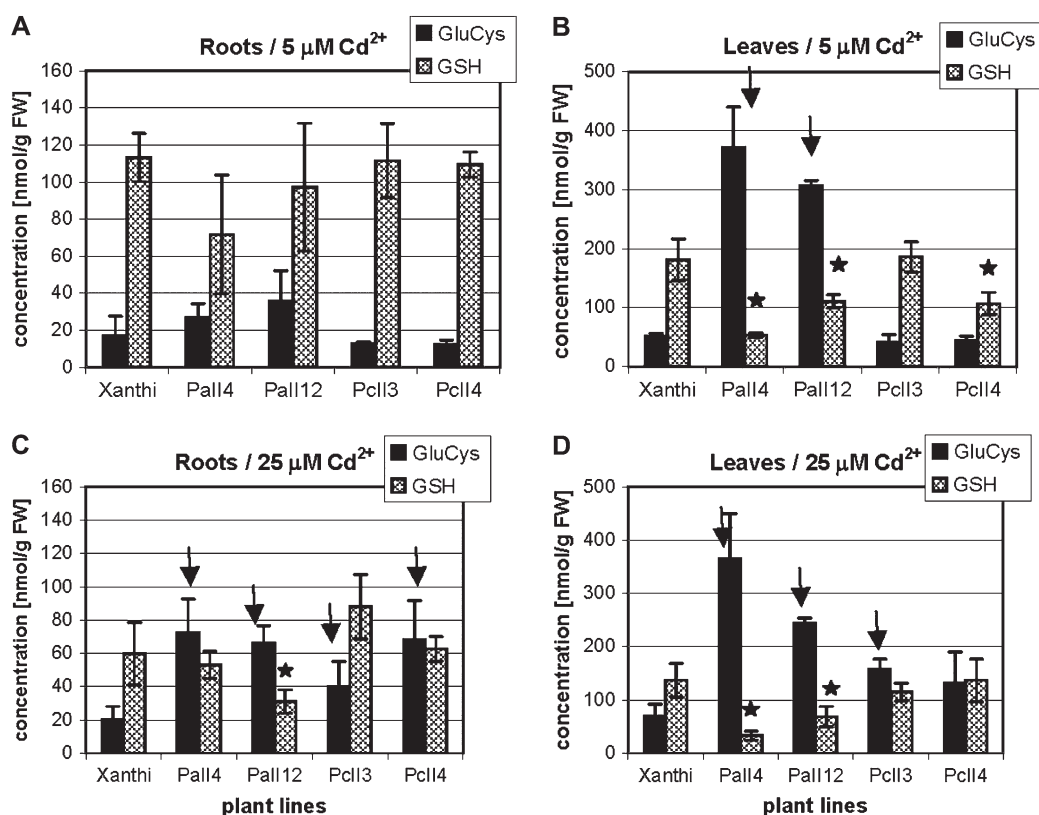 A
Roots / 5 µM Cd²⁺
GluCys
GSH
concentration [nmol/g FW]
160
140
120
100
80
60
40
20
0
Xanthi PaII4 PaII12 PcII3 PcII4
B
Leaves / 5 µM Cd²⁺
GluCys
GSH
concentration [nmol/g FW]
500
400
300
200
100
0
Xanthi PaII4 PaII12 PcII3 PcII4
C
Roots / 25 µM Cd²⁺
GluCys
GSH
concentration [nmol/g FW]
160
140
120
100
80
60
40
20
0
Xanthi PaII4 PaII12 PcII3 PcII4
plant lines
D
Leaves / 25 µM Cd²⁺
GluCys
GSH
concentration [nmol/g FW]
500
400
300
200
100
0
Xanthi PaII4 PaII12 PcII3 PcII4
plant lines